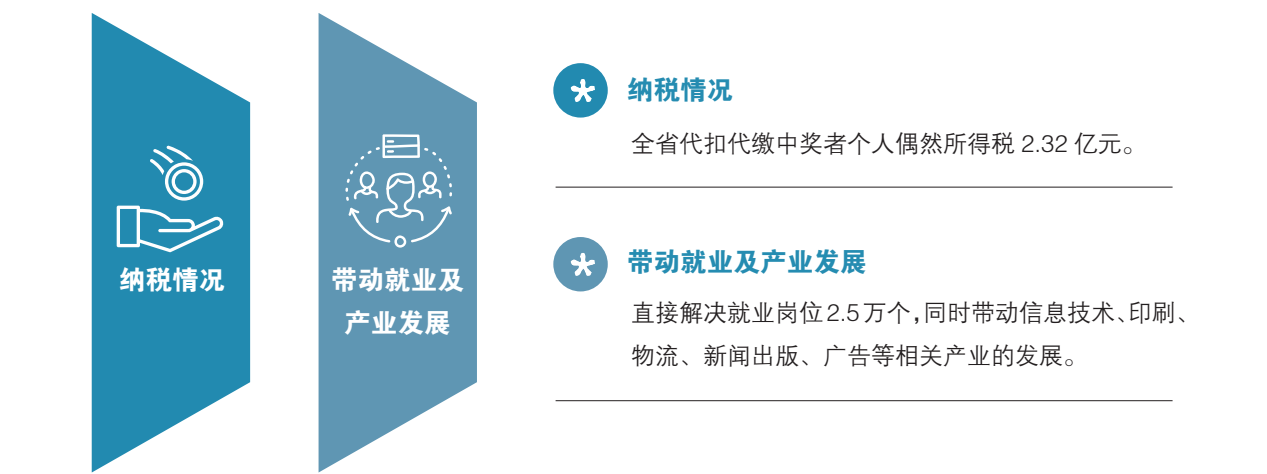 纳税情况
带动就业及
产业发展
纳税情况
全省代扣代缴中奖者个人偶然所得税 2.32 亿元。
带动就业及产业发展
直接解决就业岗位2.5万个,同时带动信息技术、印刷、
物流、新闻出版、广告等相关产业的发展。